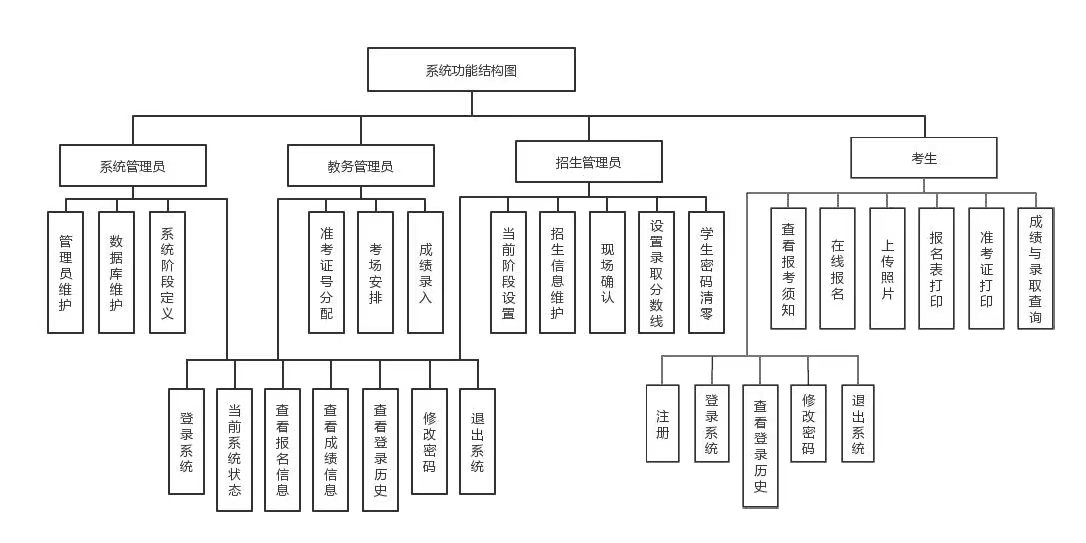 系统功能结构图
系统管理员
教务管理员
招生管理员
考生
管理员维护
数据库维护
系统阶段定义
准考证号分配
考场安排
成绩录入
当前阶段设置
招生信息维护
现场确认
设置录取分数线
学生密码清零
查看报考须知
在线报名
上传照片
报名表打印
准考证打印
成绩与录取查询
登录系统
当前系统状态
查看报名信息
查看成绩信息
查看登录历史
修改密码
退出系统
注册
登录系统
查看登录历史
修改密码
退出系统